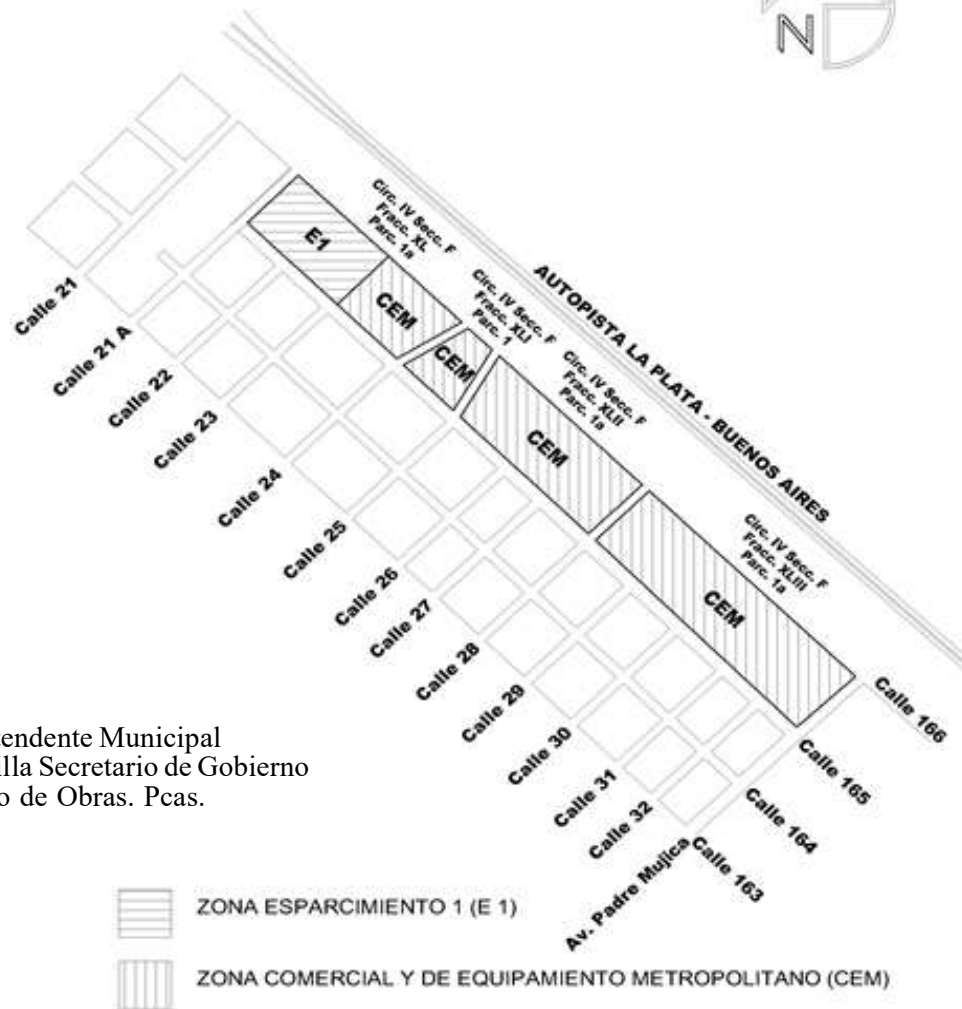 N
Circ. IV Secc. F
Fracc. XL
Parc. 1a
E1
CEM
Circ. IV Secc. F
Fracc. XLI
Parc. 1
CEM
AUTOPISTA LA PLATA - BUENOS AIRES
Circ. IV Secc. F
Fracc. XLII
Parc. 1a
CEM
Circ. IV Secc. F
Fracc. XLIII
Parc. 1a
CEM
Calle 21
Calle 21 A
Calle 22
Calle 23
Calle 24
Calle 25
Calle 26
Calle 27
Calle 28
Calle 29
Calle 30
Calle 31
Calle 32
Av. Padre Mujica
Calle 166
Calle 165
Calle 164
Calle 163
tendente Municipal
illa Secretario de Gobierno
o de Obras. Pcas.
ZONA ESPARCIMIENTO 1 (E 1)
ZONA COMERCIAL Y DE EQUIPAMIENTO METROPOLITANO (CEM)